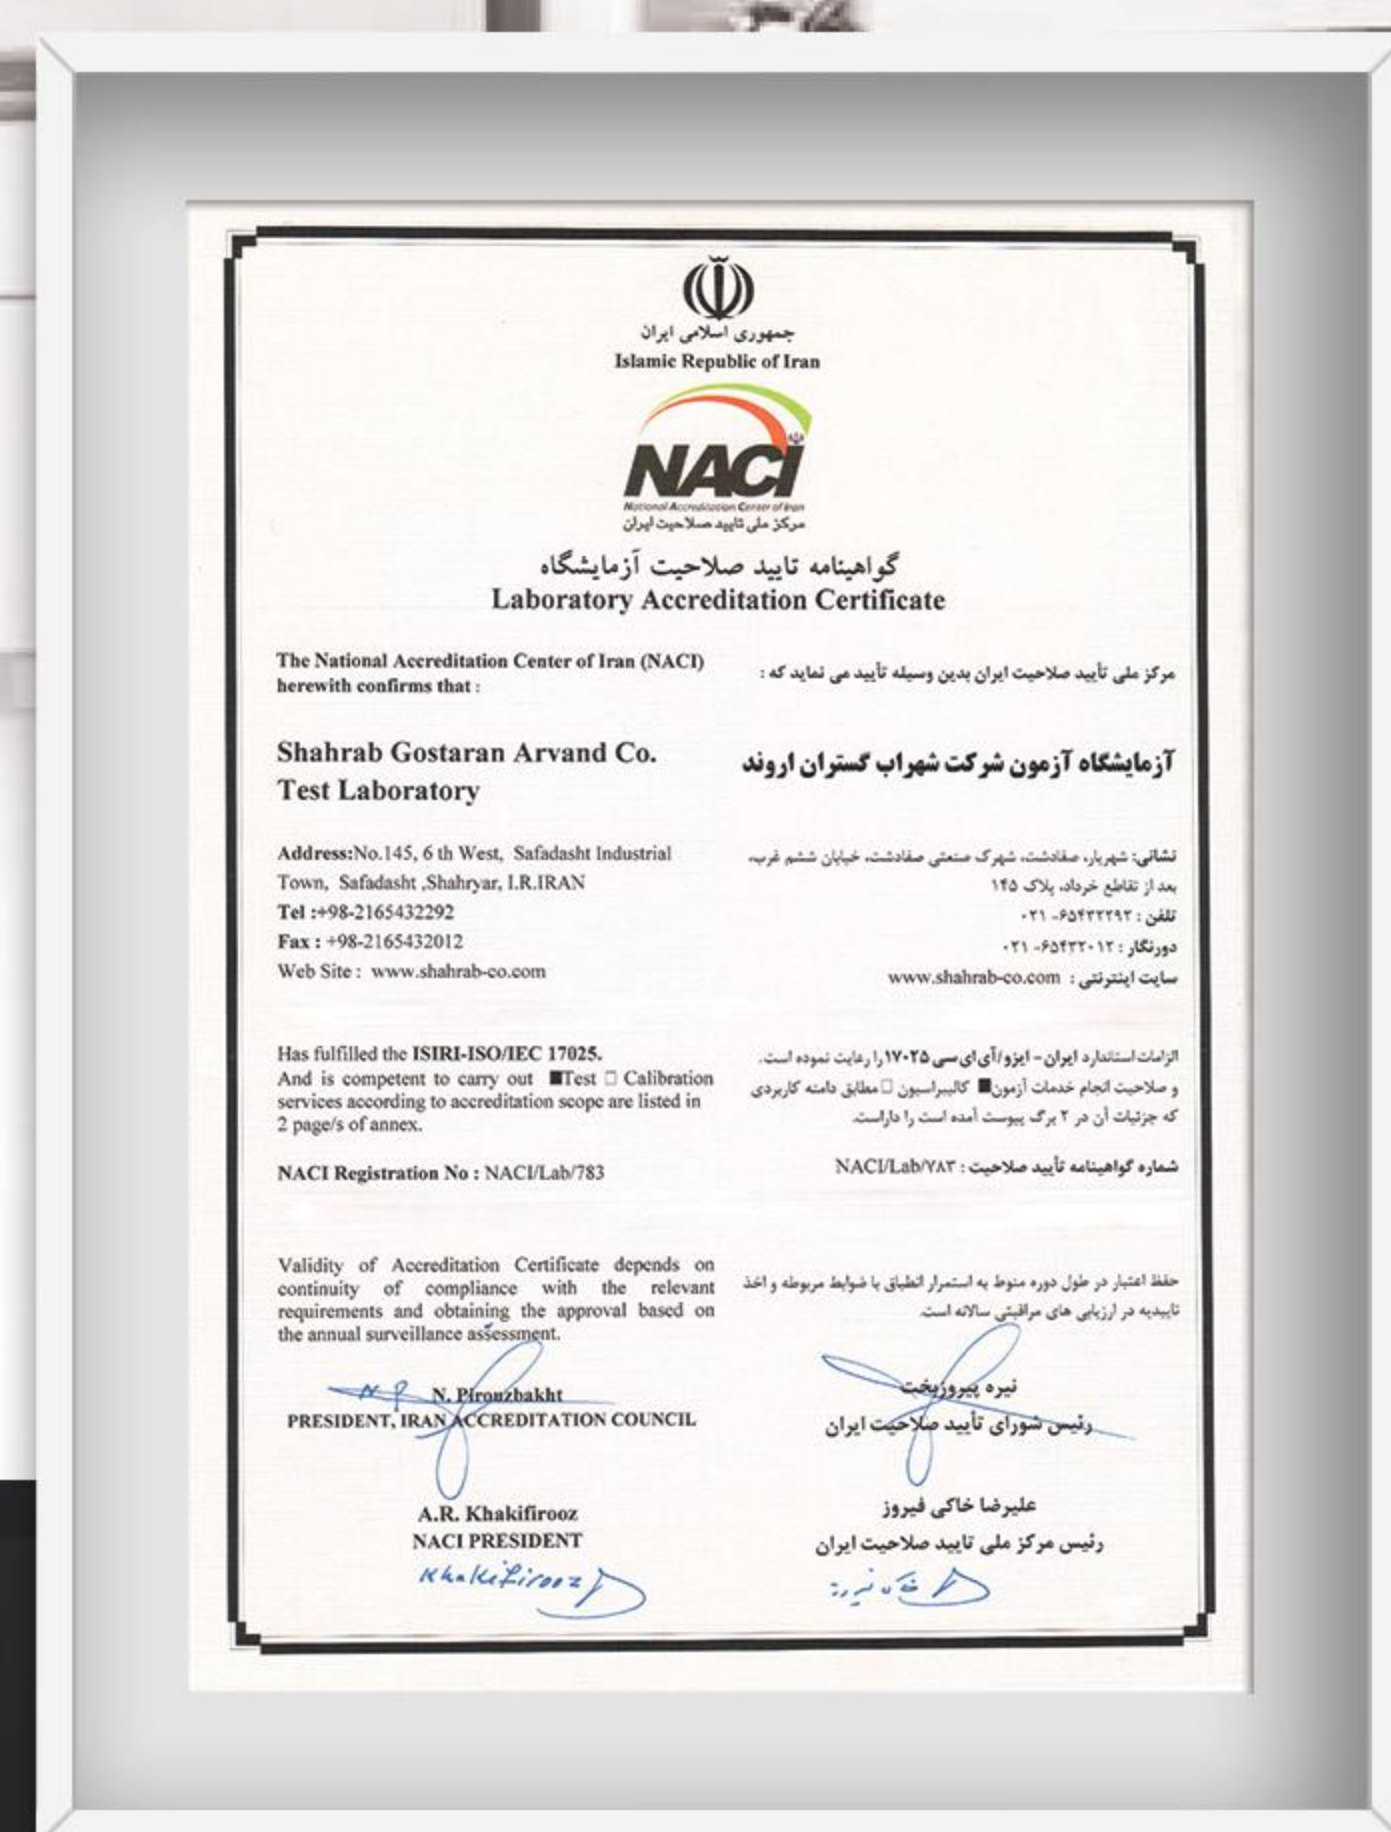 جمهوری اسلامی ایران
Islamic Republic of Iran
NACI
National Accreditation Center of Iran
مرکز ملی تایید صلاحیت ایران
گواهینامه تایید صلاحیت آزمایشگاه
Laboratory Accreditation Certificate
The National Accreditation Center of Iran (NACI)
herewith confirms that :
مرکز ملی تأیید صلاحیت ایران بدین وسیله تأیید می نماید که :
Shahrab Gostaran Arvand Co.
Test Laboratory
آزمایشگاه آزمون شرکت شهراب گستران اروند
Address:No.145, 6 th West, Safadasht Industrial
Town, Safadasht ,Shahryar, I.R.IRAN
Tel :+98-2165432292
Fax : +98-2165432012
Web Site : www.shahrab-co.com
نشانی: شهریار، صفادشت، شهرک صنعتی صفادشت، خیابان ششم غرب،
بعد از تقاطع خرداد، پلاک ۱۴۵
تلفن : ۶۵۴۳۲۲۹۲- ۰۲۱
دورنگار : ۶۵۴۳۲۰۱۲- ۰۲۱
سایت اینترنتی : www.shahrab-co.com
Has fulfilled the ISIRI-ISO/IEC 17025.
And is competent to carry out ■Test □ Calibration
services according to accreditation scope are listed in
2 page/s of annex.
الزامات استاندارد ایران - ایزو/آی ای سی ۱۷۰۲۵ را رعایت نموده است.
و صلاحیت انجام خدمات آزمون■ کالیبراسیون □ مطابق دامنه کاربردی
که جزئیات آن در ۲ برگ پیوست آمده است را داراست.
NACI Registration No : NACI/Lab/783
شماره گواهینامه تأیید صلاحیت : NACI/Lab/۷۸۳
Validity of Accreditation Certificate depends on
continuity of compliance with the relevant
requirements and obtaining the approval based on
the annual surveillance assessment.
حفظ اعتبار در طول دوره منوط به استمرار انطباق با ضوابط مربوطه و اخذ
تاییدیه در ارزیابی های مراقبتی سالانه است.
N. P
N. Pirouzbakht
PRESIDENT, IRAN ACCREDITATION COUNCIL
نیره پیروزبخت
رئیس شورای تأیید صلاحیت ایران
A.R. Khakifirooz
NACI PRESIDENT
Khakifirooz
علیرضا خاکی فیروز
رئیس مرکز ملی تایید صلاحیت ایران